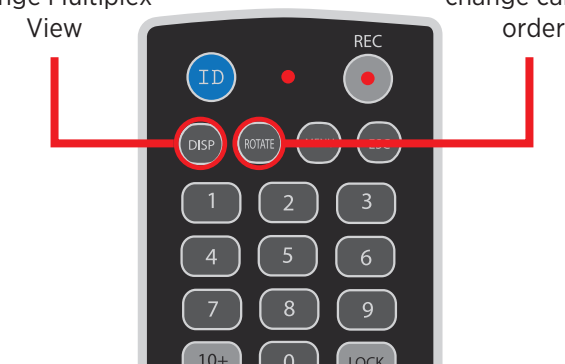 View
order
REC
ID
DISP ROTATE
1 2 3
4 5 6
7 8 9
10+ 0 LOCK